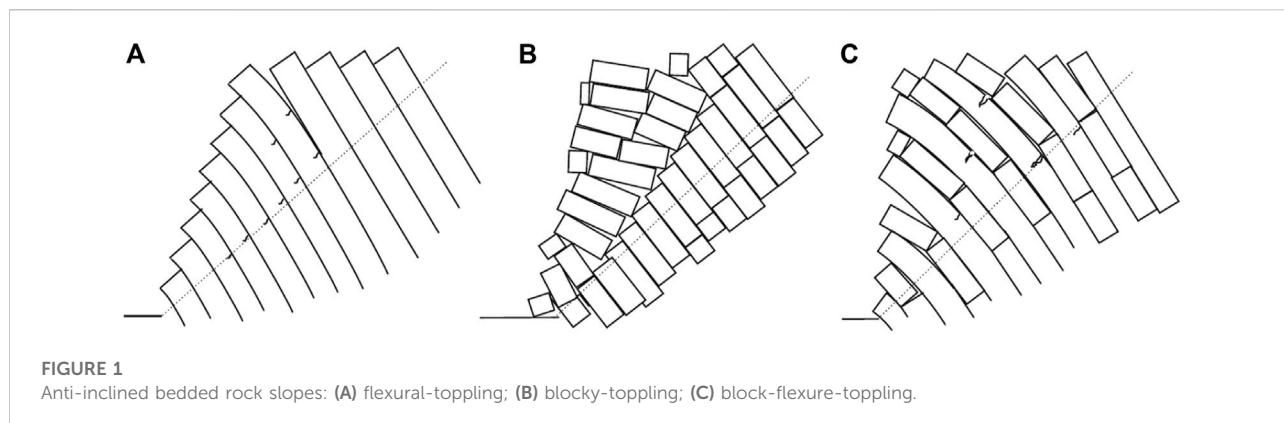 A
B
C
FIGURE 1
Anti-inclined bedded rock slopes: (A) flexural-toppling; (B) blocky-toppling; (C) block-flexure-toppling.